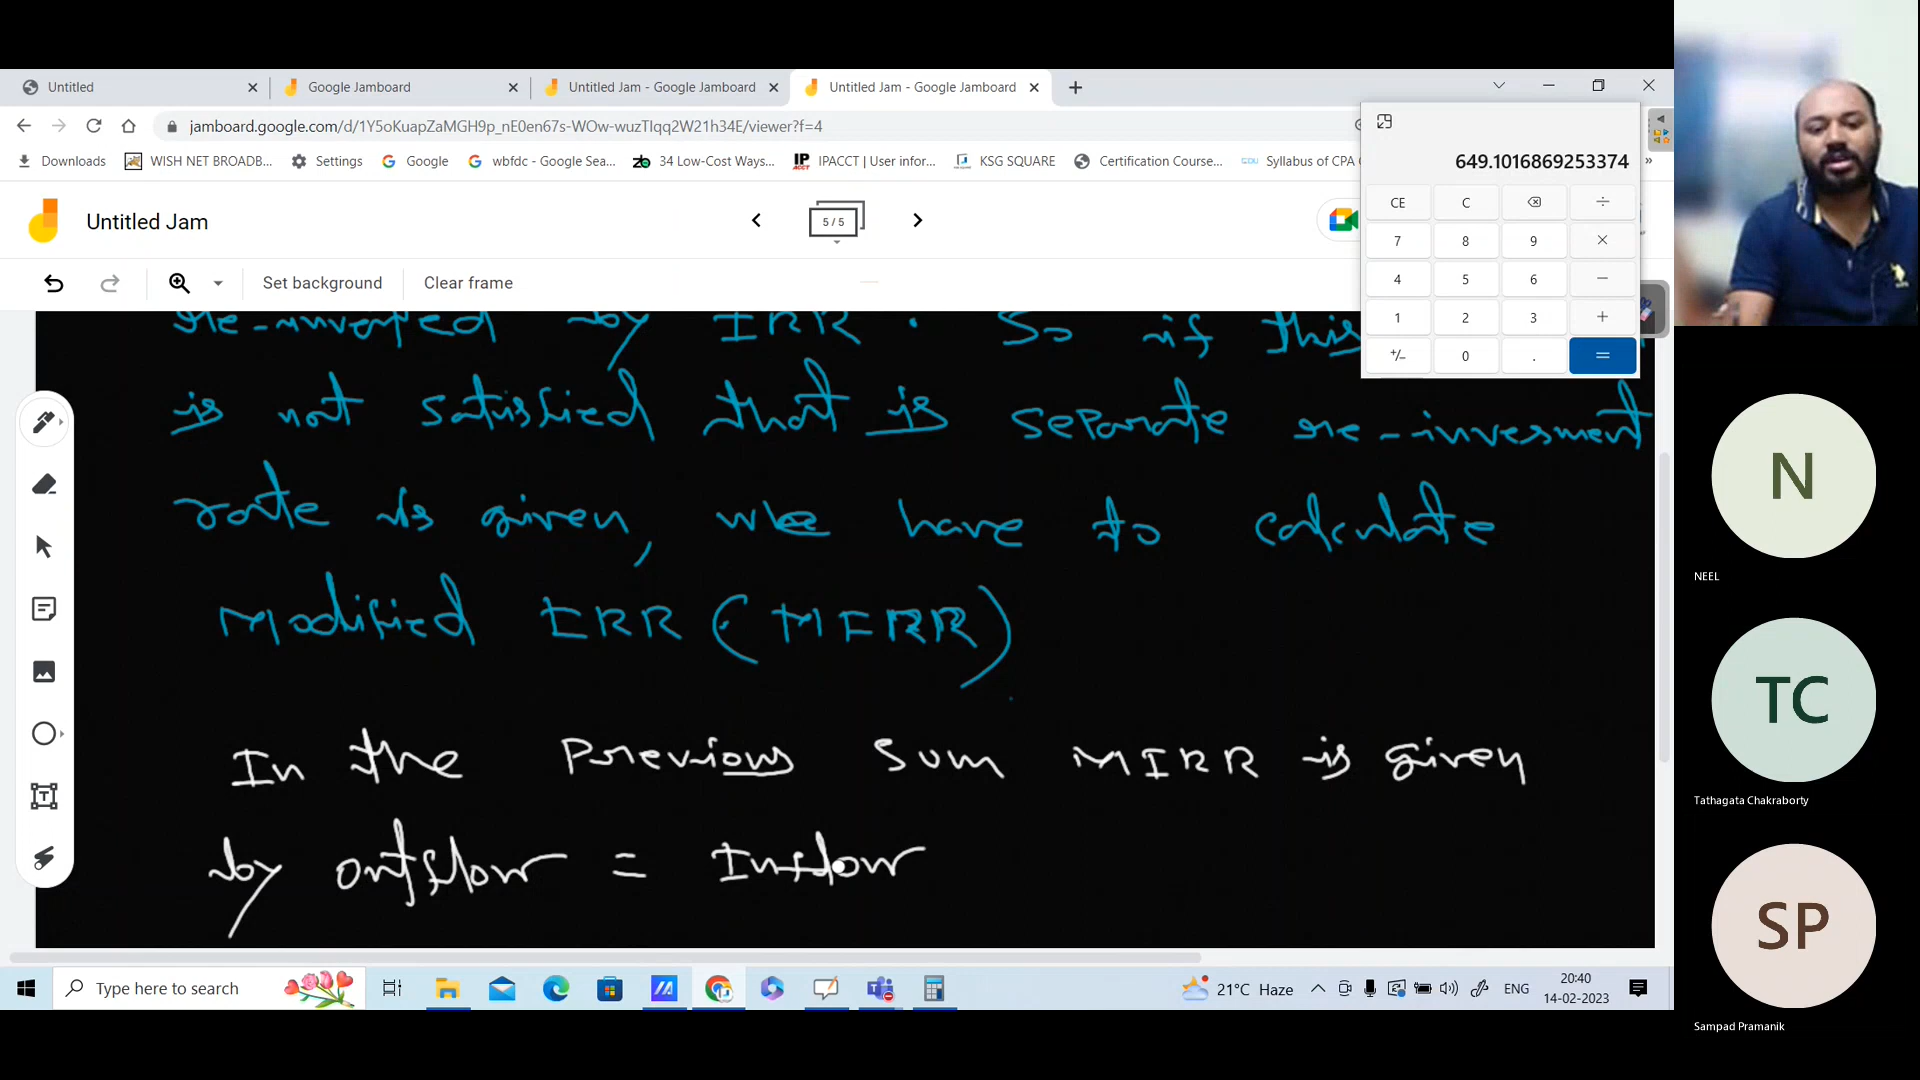 Untitled
Google Jamboard
Untitled Jam - Google Jamboard
Untitled Jam - Google Jamboard
jamboard.google.com/d/1Y5oKuapZaMGH9p_nE0en67s-WOw-wuzTlqq2W21h34E/viewer?f=4
Downloads WISH NET BROADB... Settings Google wbfdc - Google Sea... 34 Low-Cost Ways... IPACCT | User infor... KSG SQUARE Certification Course... Syllabus of CPA »
649.1016869253374
CE C ÷
7 8 9 ×
4 5 6 −
1 2 3 +
+/− 0 . =
Untitled Jam
5 / 5
Set background Clear frame
by IRR. So if this
is not satisfied that is separate re-invesment
rate is given, we have to calculate
Modified IRR (MIRR)
In the Previous sum MIRR is given
by outflow = Inflow
N
NEEL
TC
Tathagata Chakraborty
SP
Sampad Pramanik
Type here to search
21°C Haze
ENG
20:40
14-02-2023